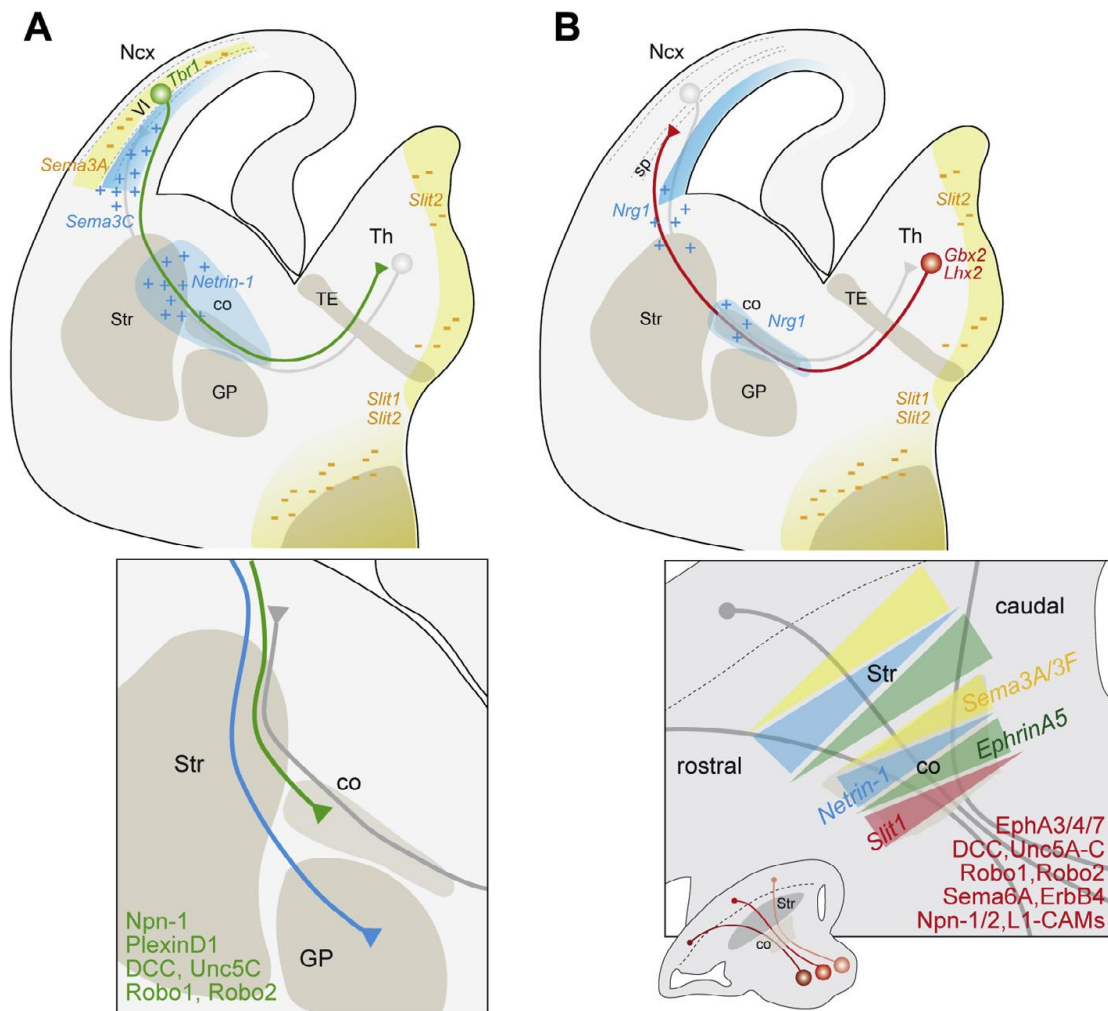 A
Ncx
Tbr1
VI
Sema3A
Sema3C
Netrin-1
co
Str
GP
TE
Th
Slit2
Slit1
Slit2
B
Ncx
sp
Nrg1
Str
co
Nrg1
GP
TE
Th
Gbx2
Lhx2
Slit2
Slit1
Slit2
Str
co
GP
Npn-1
PlexinD1
DCC, Unc5C
Robo1, Robo2
caudal
Str
Sema3A/3F
EphrinA5
rostral
co
Netrin-1
Slit1
EphA3/4/7
DCC,Unc5A-C
Robo1,Robo2
Sema6A,ErbB4
Npn-1/2,L1-CAMs
Str
co